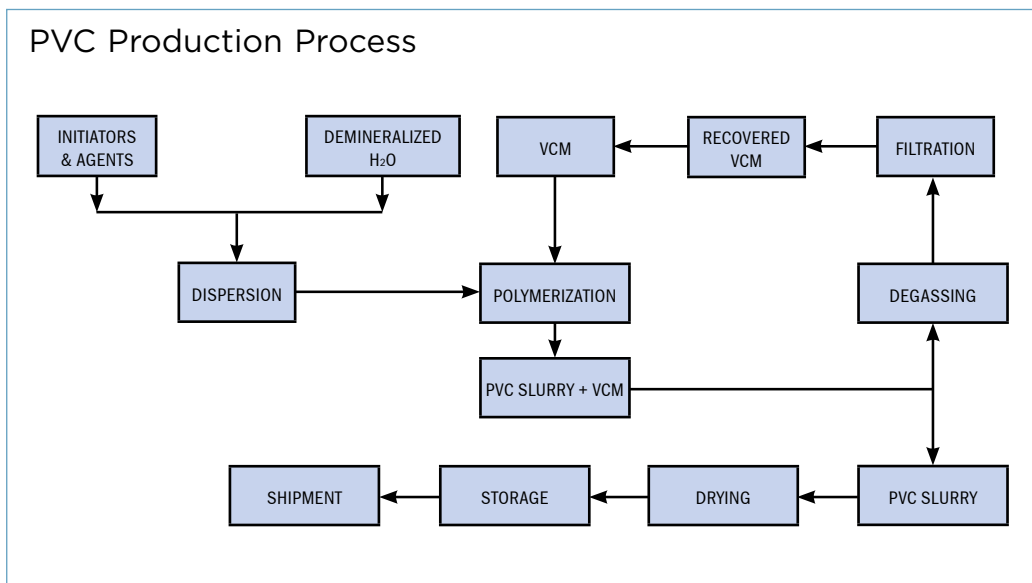 PVC Production Process
INITIATORS
& AGENTS
DEMINERALIZED
H₂O
VCM
RECOVERED
VCM
FILTRATION
DISPERSION
POLYMERIZATION
DEGASSING
PVC SLURRY + VCM
SHIPMENT
STORAGE
DRYING
PVC SLURRY